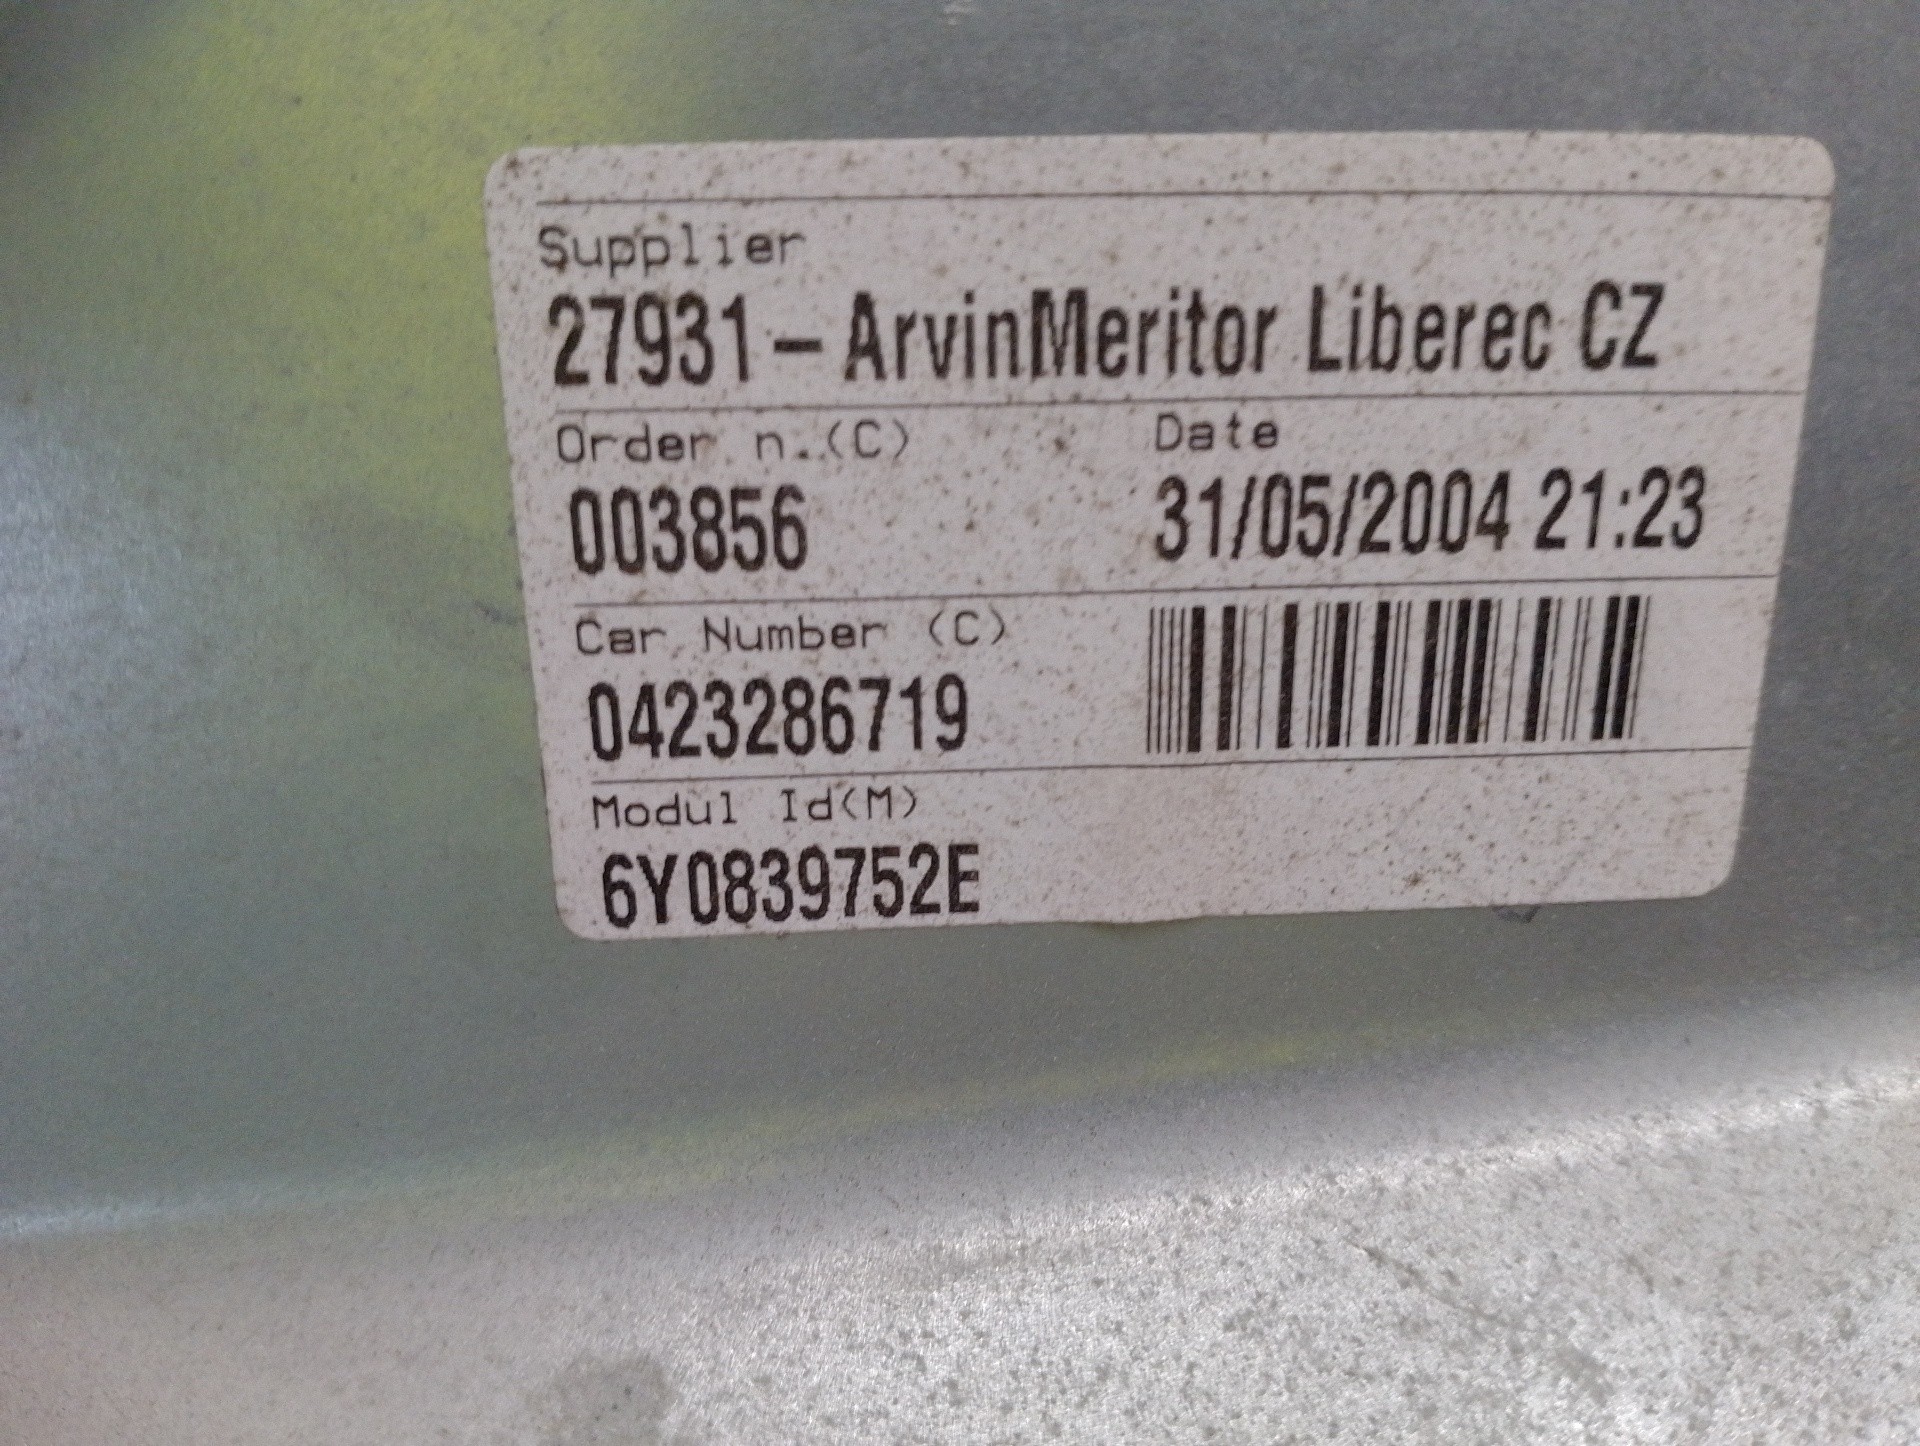 Supplier
27931-ArvinMeritor Liberec CZ
Order n.(C)
Date
003856
31/05/2004 21:23
Car Number (C)
0423286719
Modul Id(M)
6Y0839752E